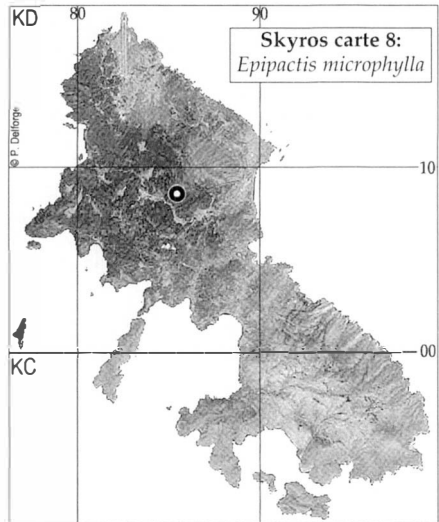 KD
80
90
Skyros carte 8:
Epipactis microphylla
© P. Delforge
10
00
KC